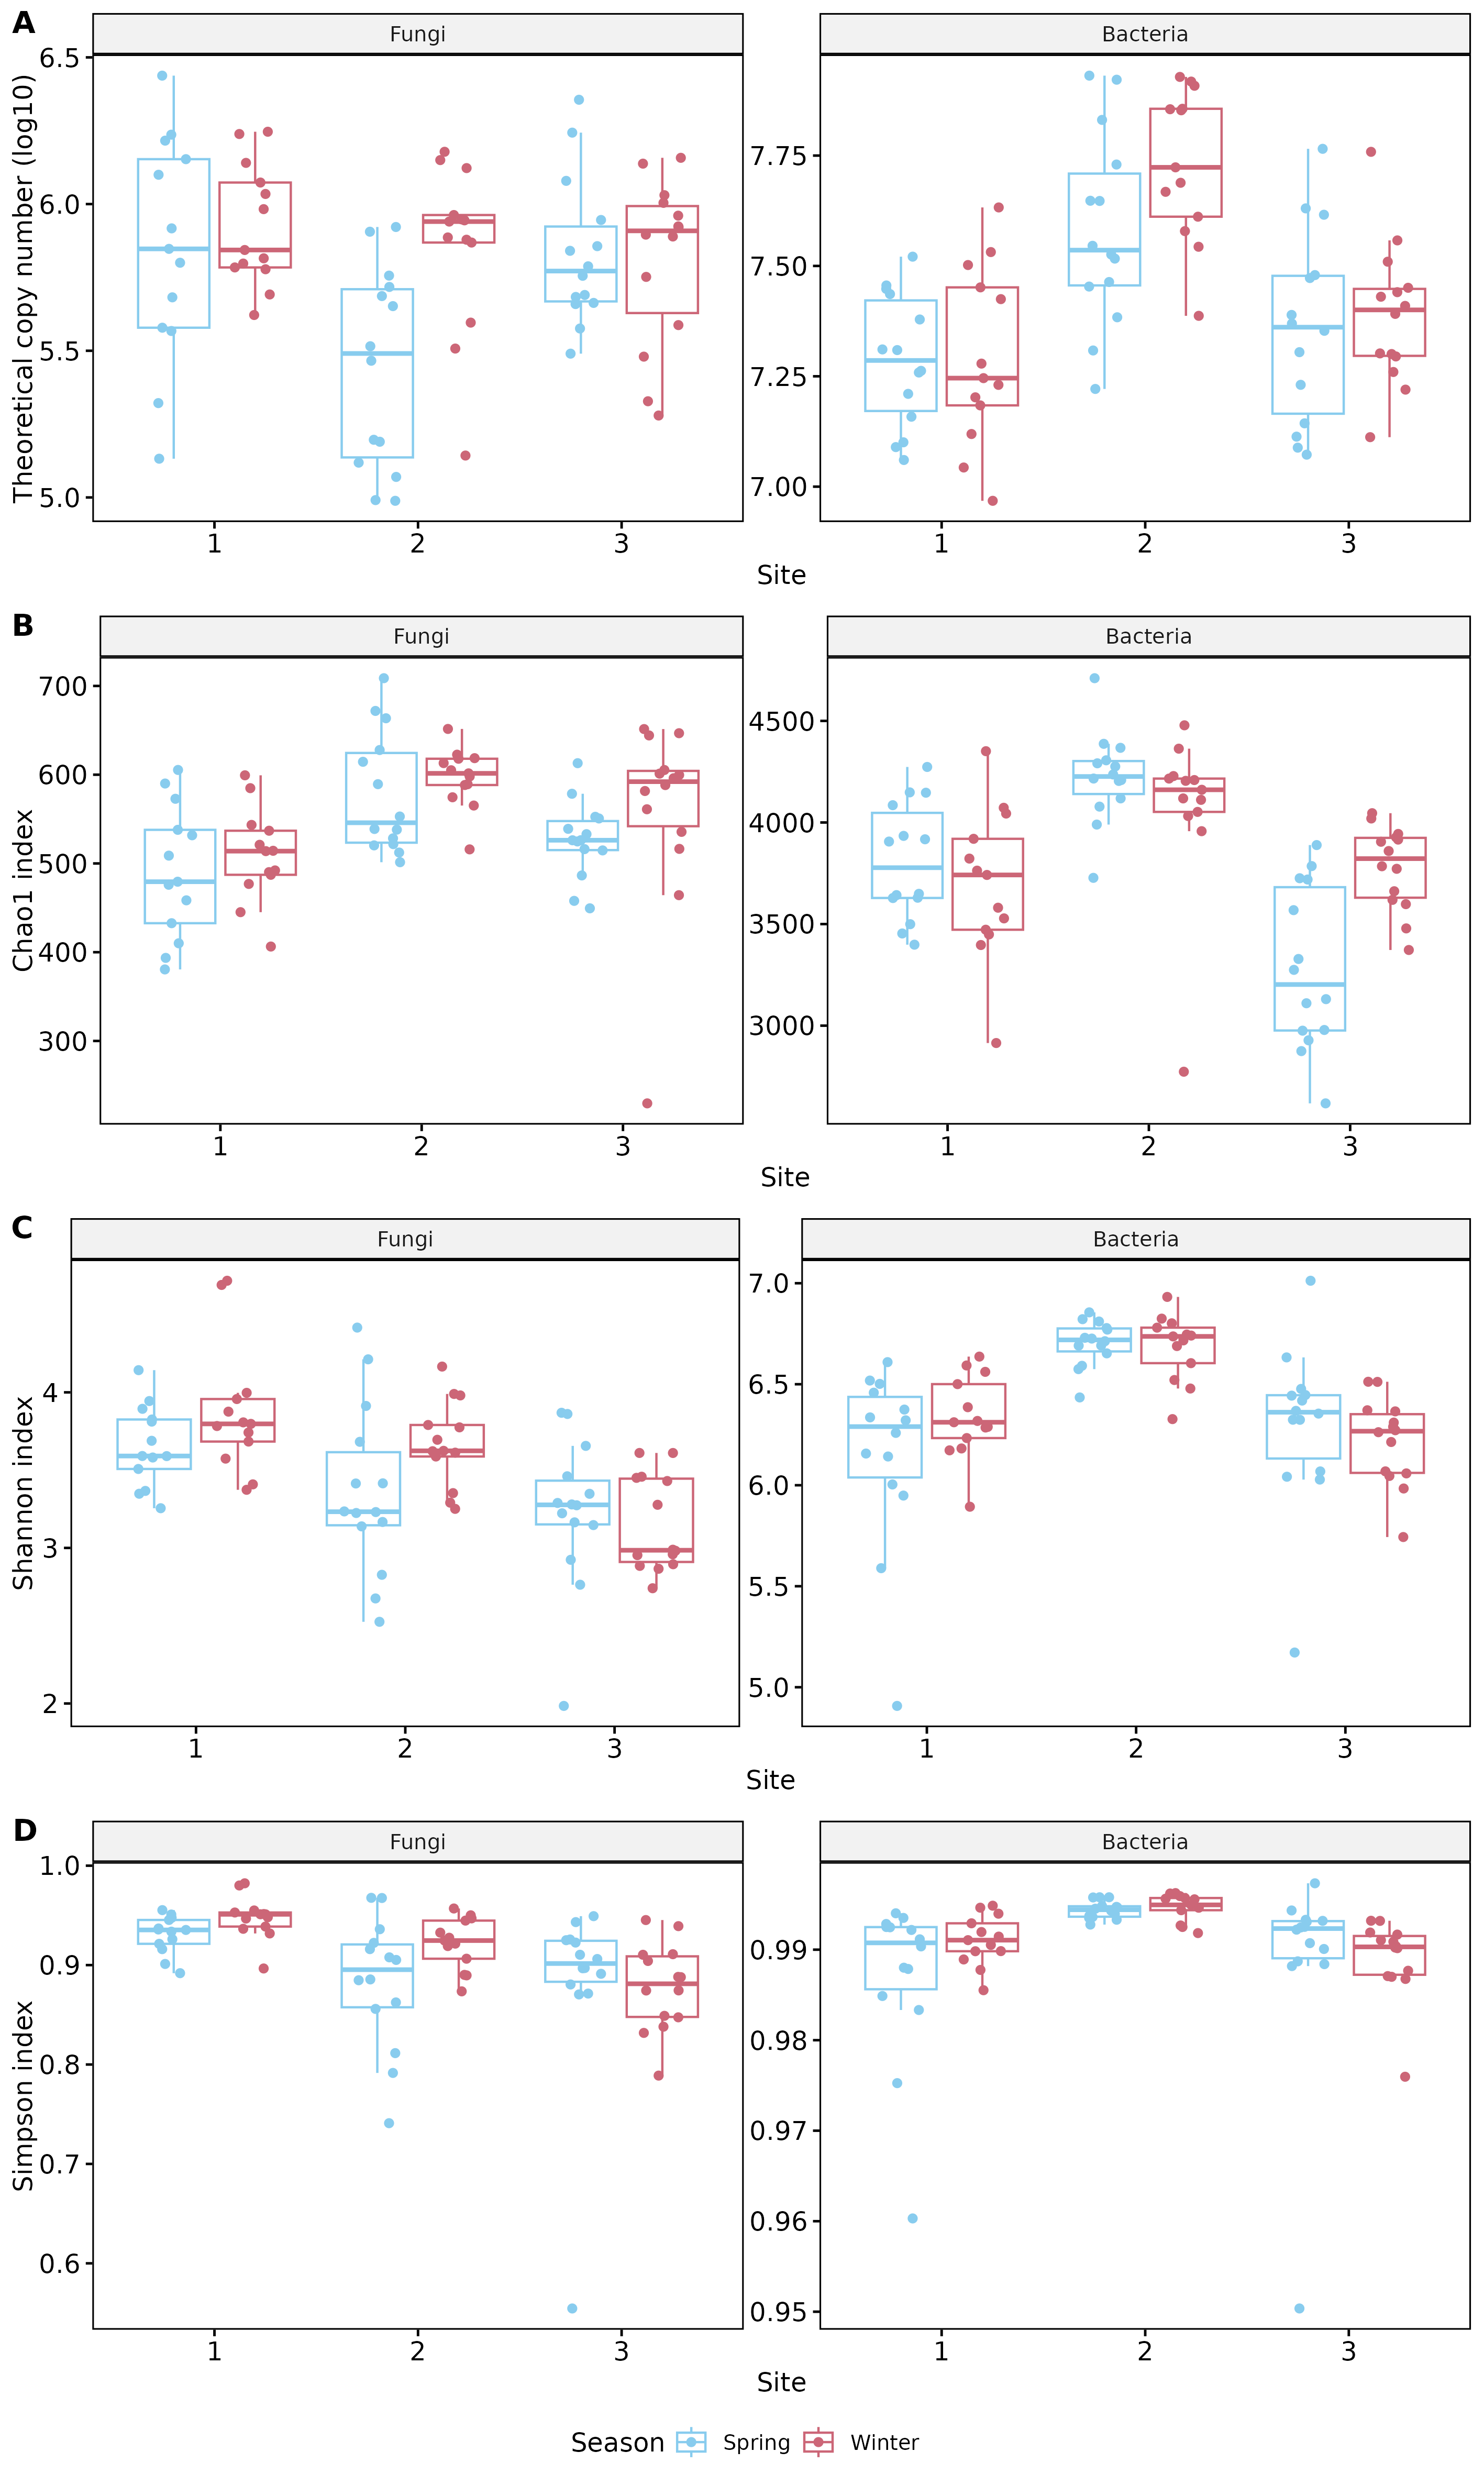 A
Fungi
Bacteria
Theoretical copy number (log10)
6.5
6.0
5.5
5.0
7.75
7.50
7.25
7.00
1 2 3
1 2 3
Site
B
Fungi
Bacteria
Chao1 index
700
600
500
400
300
4500
4000
3500
3000
1 2 3
1 2 3
Site
C
Fungi
Bacteria
Shannon index
4
3
2
7.0
6.5
6.0
5.5
5.0
1 2 3
1 2 3
Site
D
Fungi
Bacteria
Simpson index
1.0
0.9
0.8
0.7
0.6
0.99
0.98
0.97
0.96
0.95
1 2 3
1 2 3
Site
Season Spring Winter